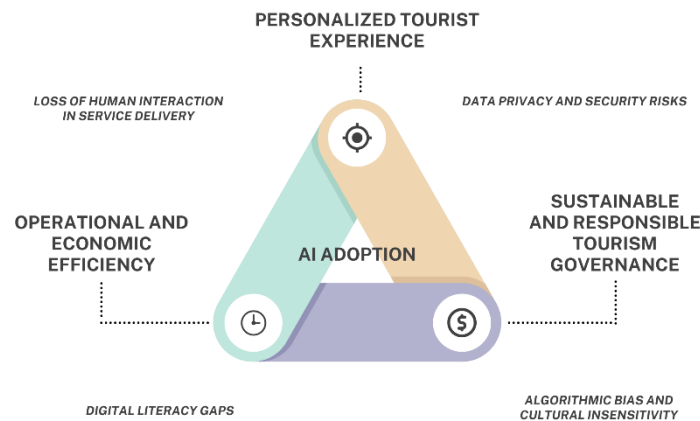 PERSONALIZED TOURIST
EXPERIENCE
LOSS OF HUMAN INTERACTION
IN SERVICE DELIVERY
DATA PRIVACY AND SECURITY RISKS
OPERATIONAL AND
ECONOMIC
EFFICIENCY
SUSTAINABLE
AND RESPONSIBLE
TOURISM
GOVERNANCE
AI ADOPTION
$
DIGITAL LITERACY GAPS
ALGORITHMIC BIAS AND
CULTURAL INSENSITIVITY